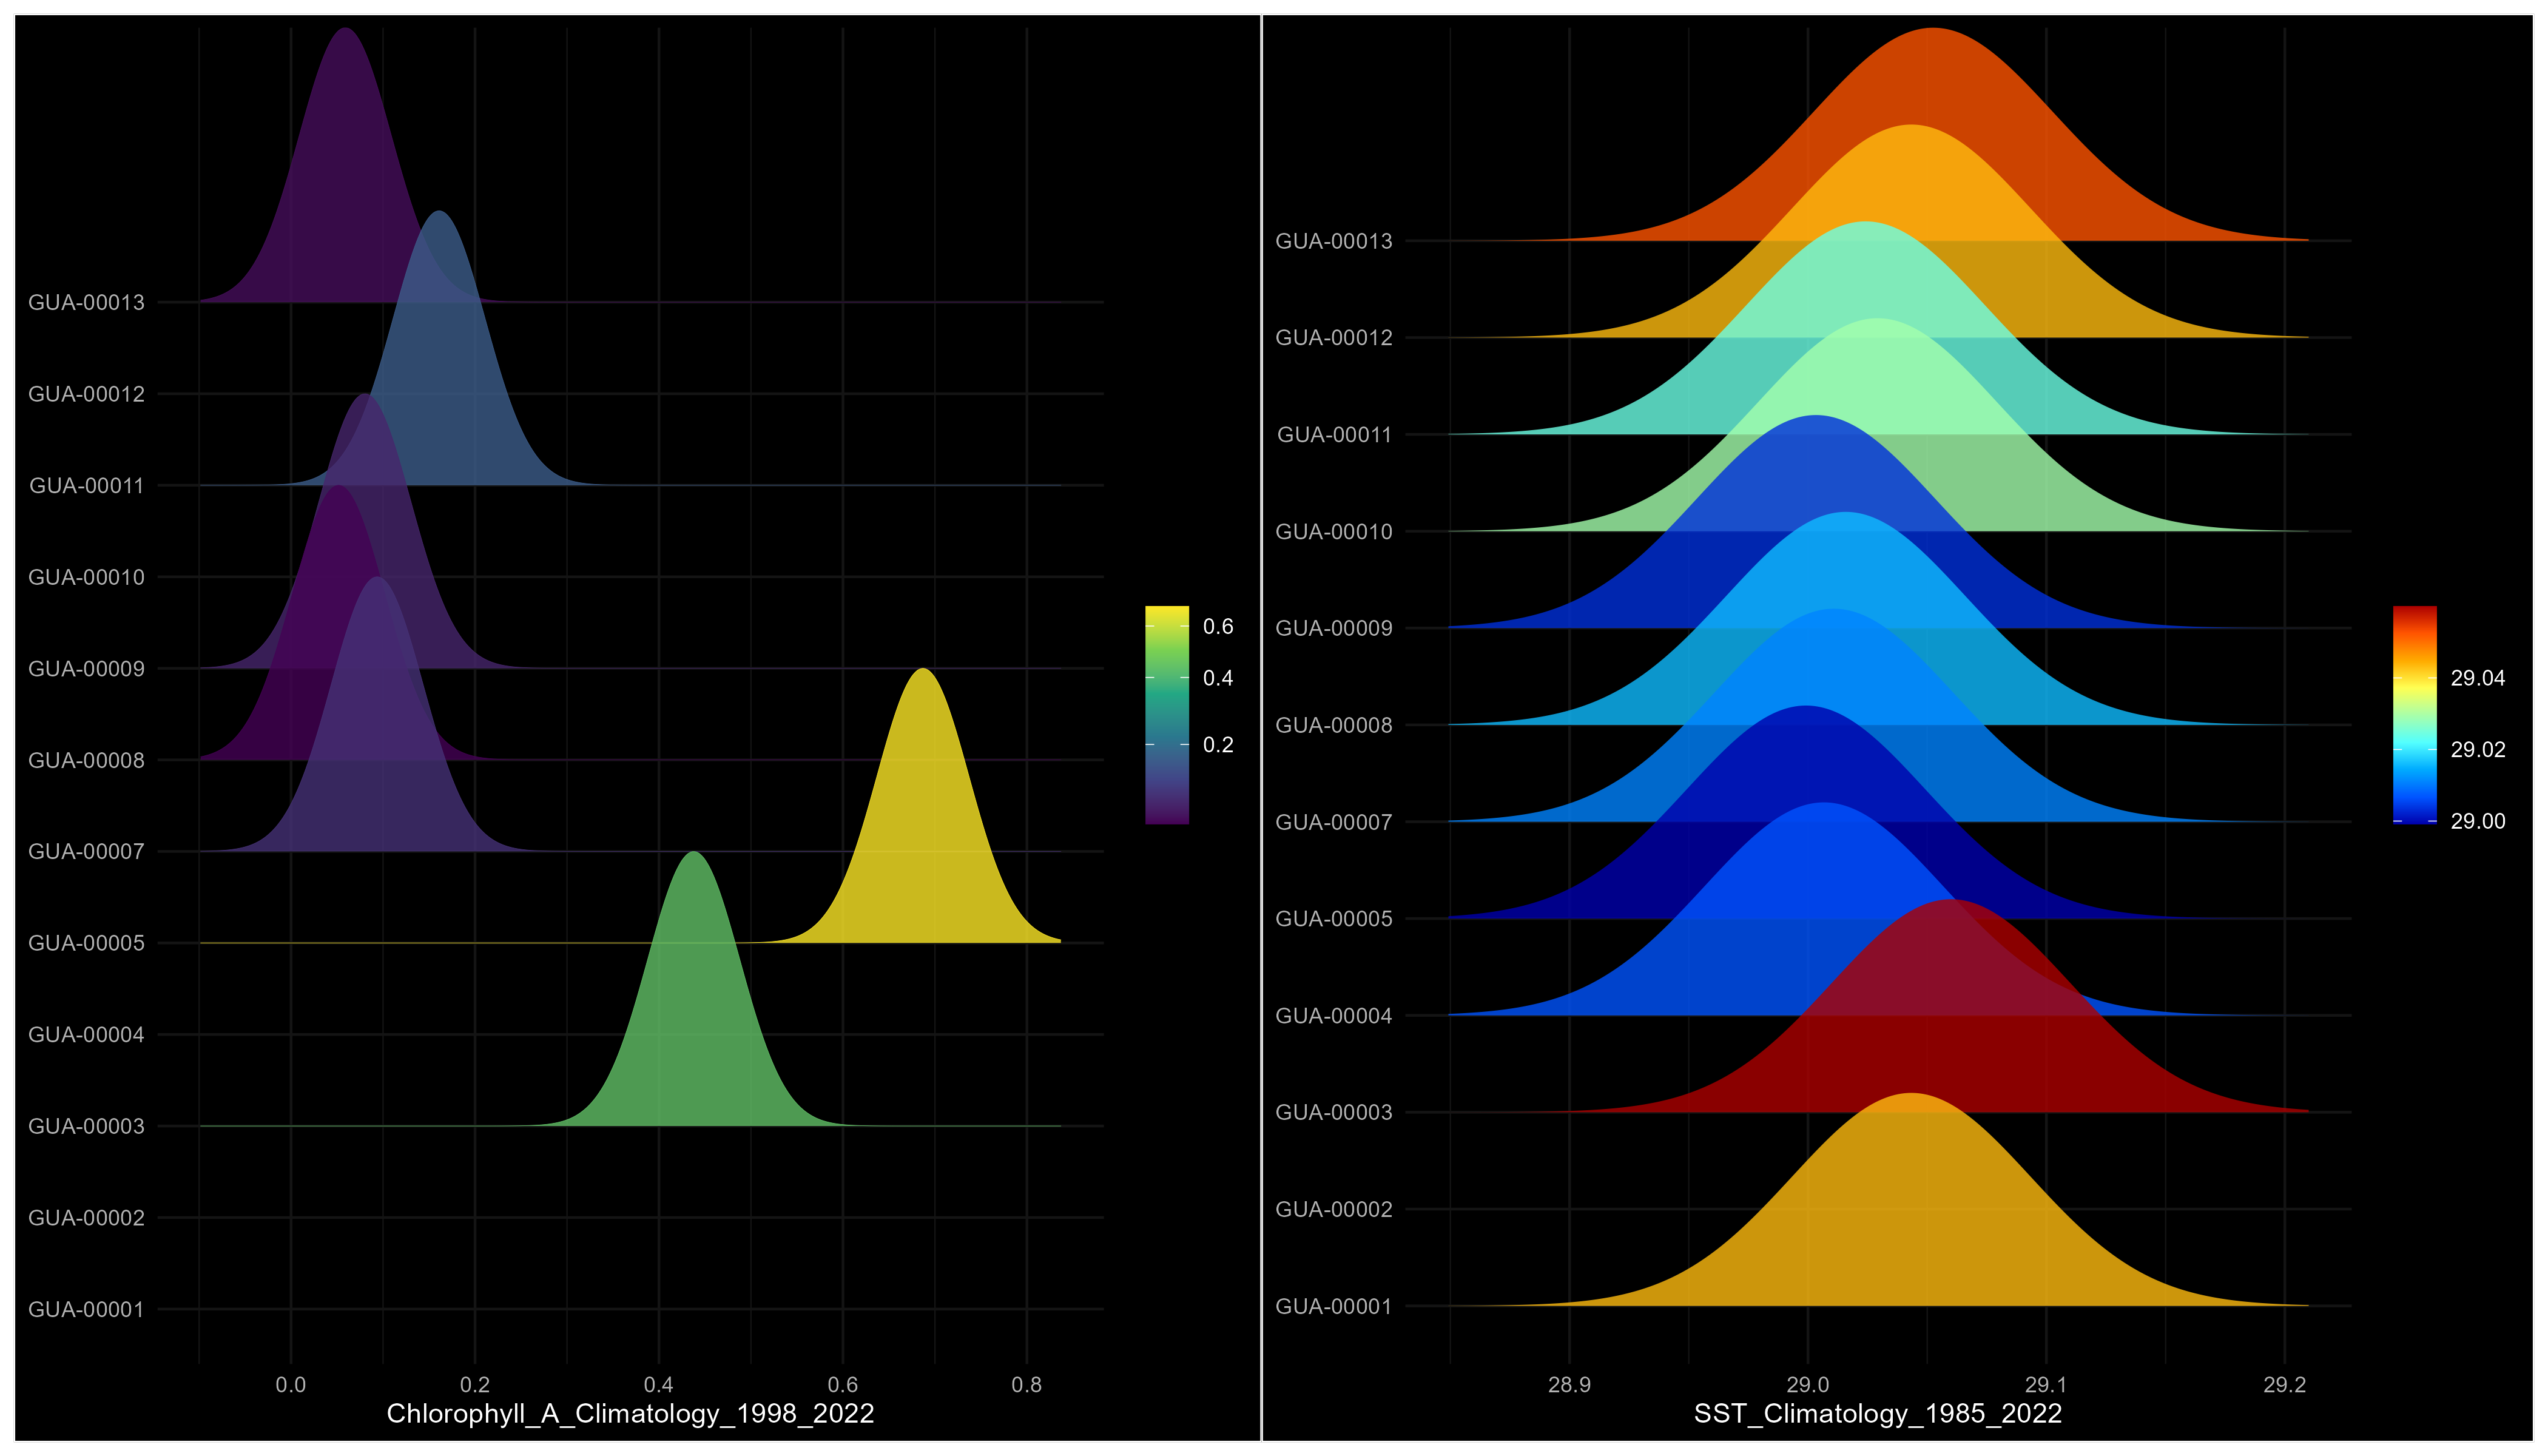 GUA-00013
GUA-00012
GUA-00011
GUA-00010
GUA-00009
GUA-00008
GUA-00007
GUA-00005
GUA-00004
GUA-00003
GUA-00002
GUA-00001
0.0 0.2 0.4 0.6 0.8
Chlorophyll_A_Climatology_1998_2022
0.6
0.4
0.2
GUA-00013
GUA-00012
GUA-00011
GUA-00010
GUA-00009
GUA-00008
GUA-00007
GUA-00005
GUA-00004
GUA-00003
GUA-00002
GUA-00001
28.9 29.0 29.1 29.2
SST_Climatology_1985_2022
29.04
29.02
29.00